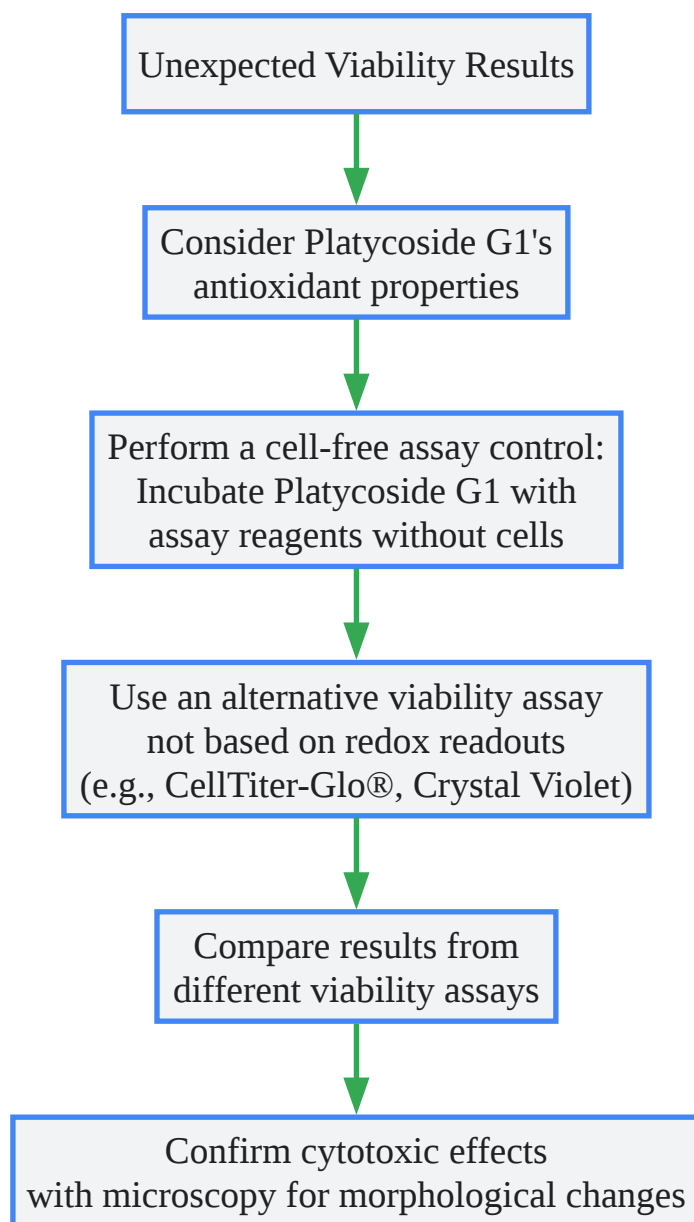 Unexpected Viability Results
Consider Platycoside G1's
antioxidant properties
Perform a cell-free assay control:
Incubate Platycoside G1 with
assay reagents without cells
Use an alternative viability assay
not based on redox readouts
(e.g., CellTiter-Glo®, Crystal Violet)
Compare results from
different viability assays
Confirm cytotoxic effects
with microscopy for morphological changes